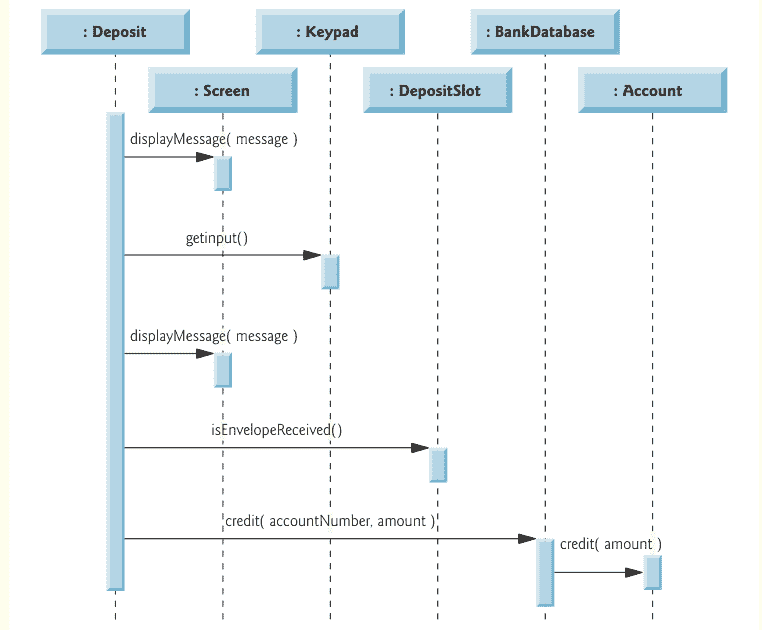 : Deposit
: Keypad
: BankDatabase
: Screen
: DepositSlot
: Account
displayMessage( message )
getinput()
displayMessage( message )
isEnvelopeReceived()
credit( accountNumber, amount )
credit( amount )